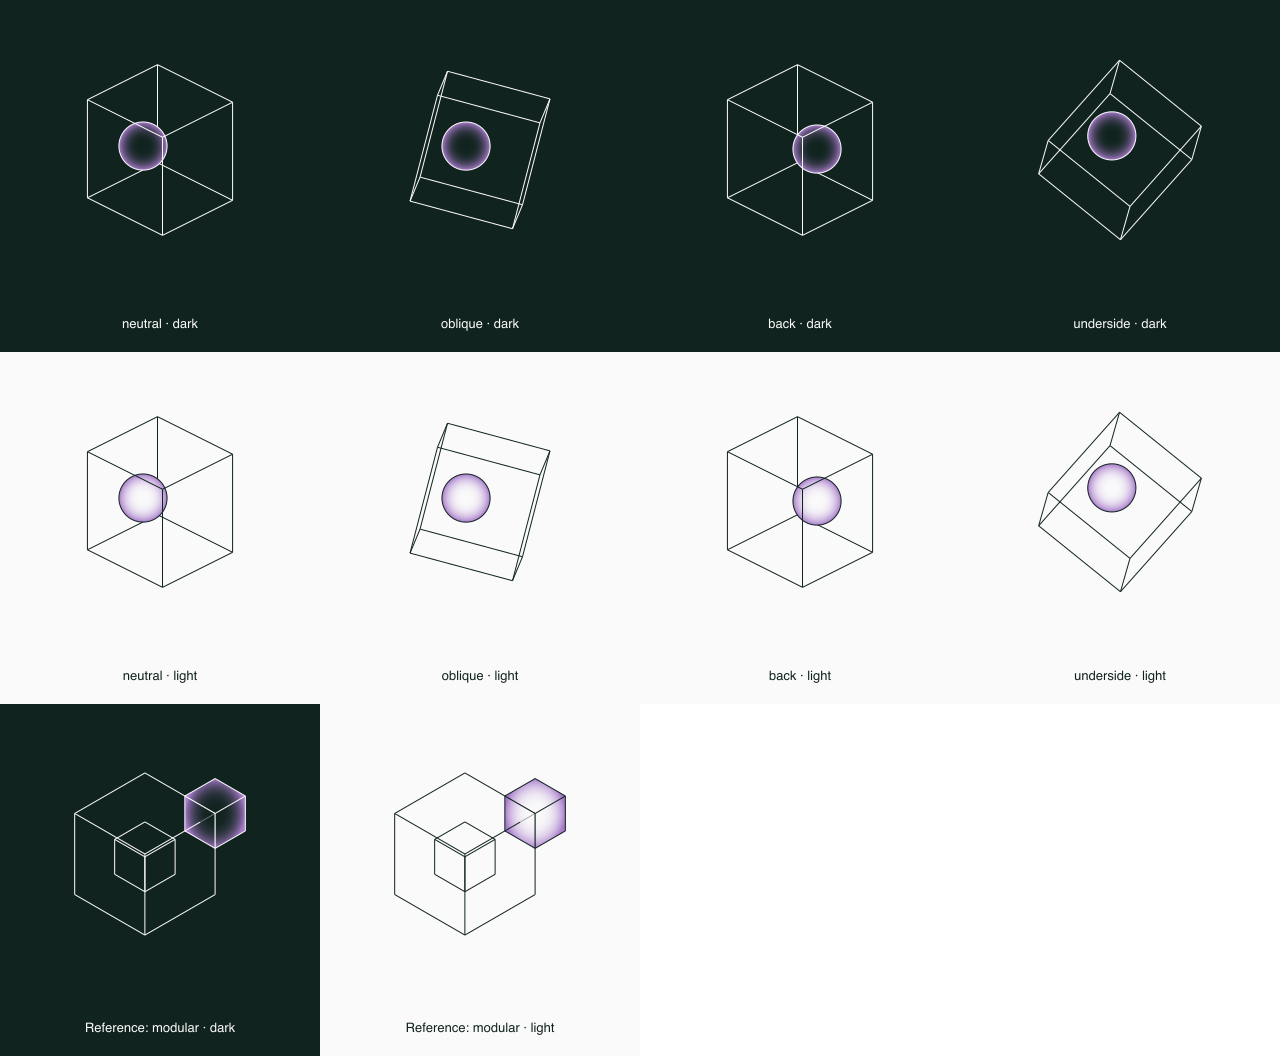 neutral · dark
oblique · dark
back · dark
underside · dark
neutral · light
oblique · light
back · light
underside · light
Reference: modular · dark
Reference: modular · light